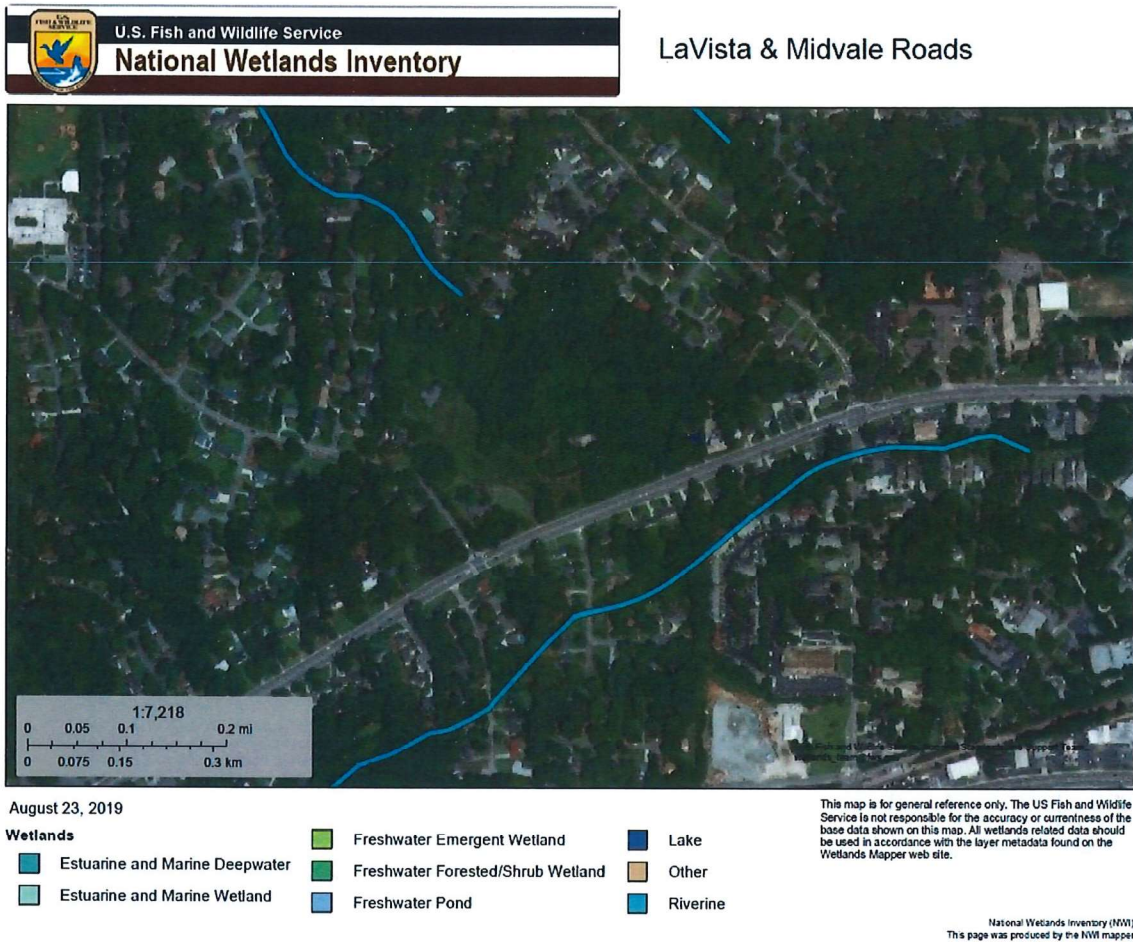 U.S.
FISH & WILDLIFE
SERVICE
U.S. Fish and Wildlife Service
National Wetlands Inventory
LaVista & Midvale Roads
1:7,218
0 0.05 0.1 0.2 mi
0 0.075 0.15 0.3 km
August 23, 2019
Wetlands
Estuarine and Marine Deepwater
Estuarine and Marine Wetland
Freshwater Emergent Wetland
Freshwater Forested/Shrub Wetland
Freshwater Pond
Lake
Other
Riverine
This map is for general reference only. The US Fish and Wildlife
Service is not responsible for the accuracy or currentness of the
base data shown on this map. All wetlands related data should
be used in accordance with the layer metadata found on the
Wetlands Mapper web site.
National Wetlands Inventory (NWI)
This page was produced by the NWI mapper